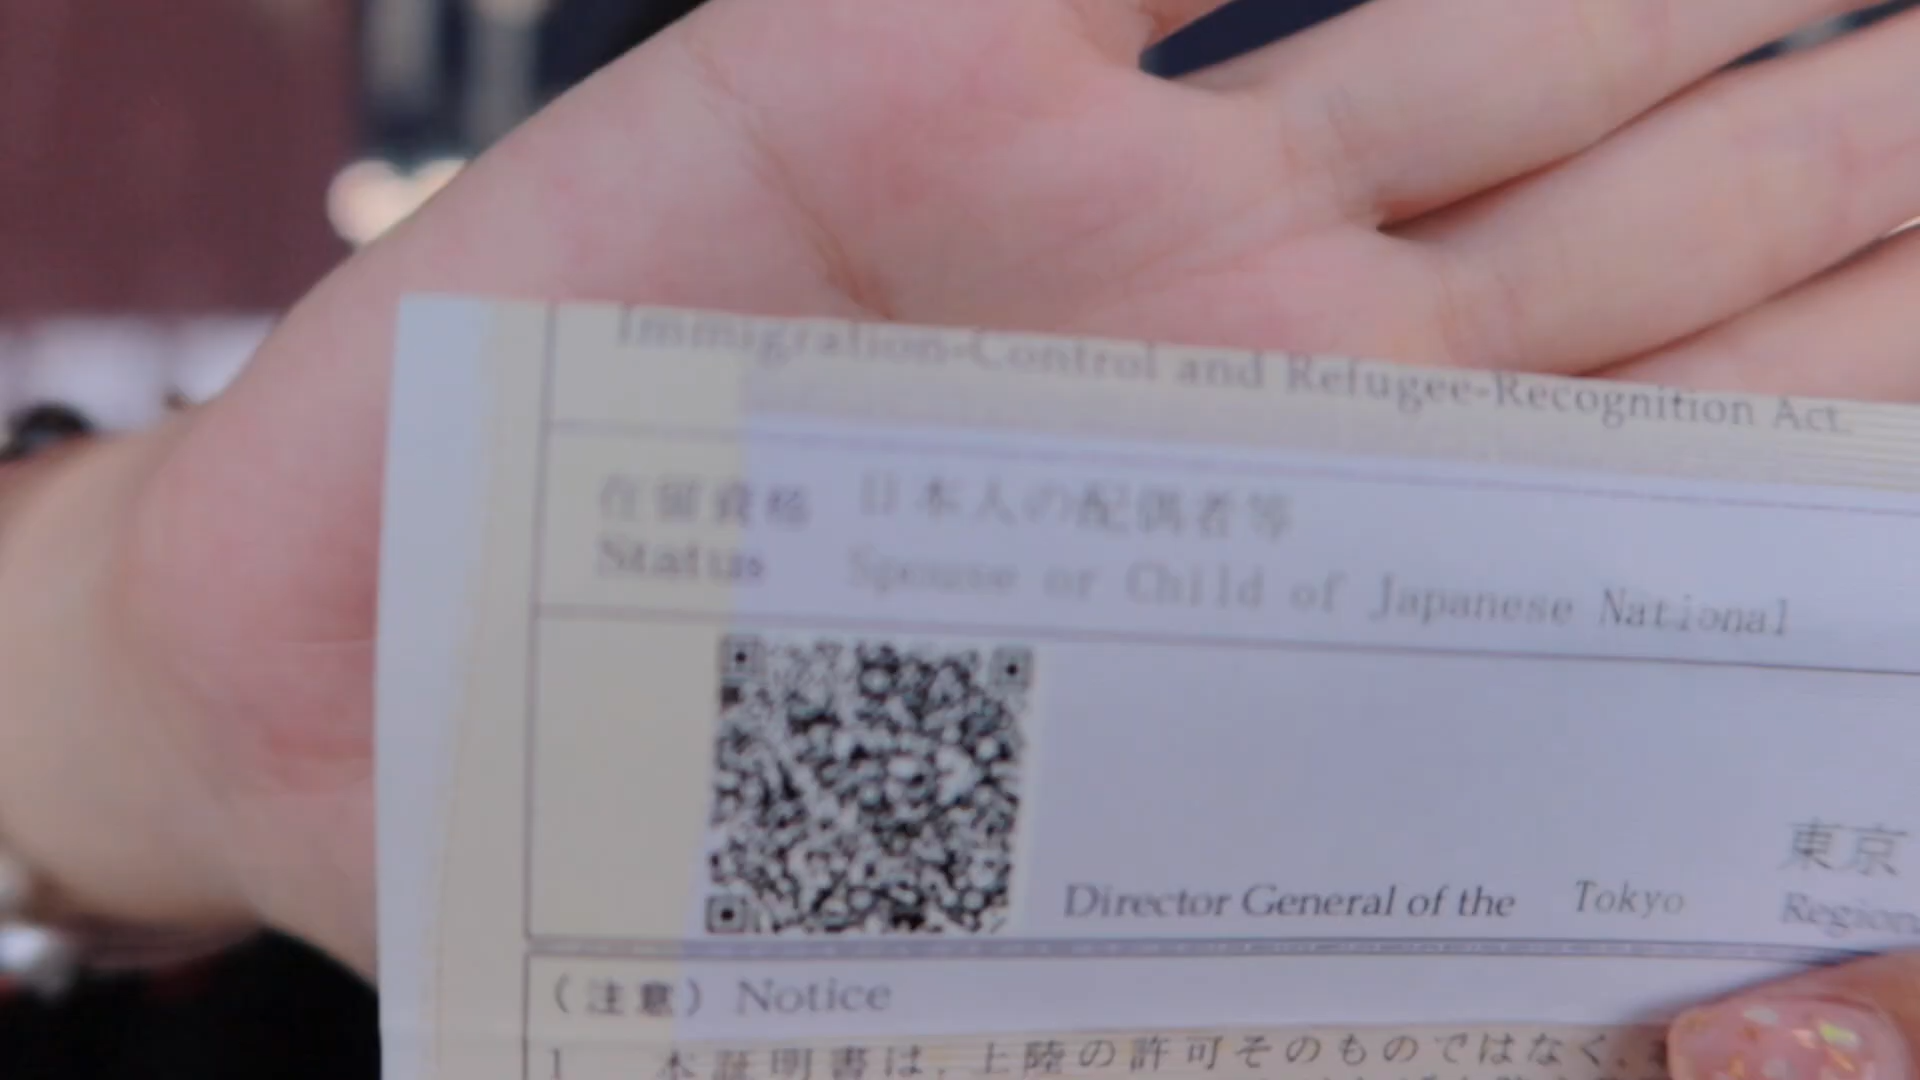 Immigration-Control and Refugee-Recognition Act.
在留資格 日本人の配偶者等
Status Spouse or Child of Japanese National
東京
Director General of the Tokyo
(注意) Notice
1 本証明書は、上陸の許可そのものではなく、